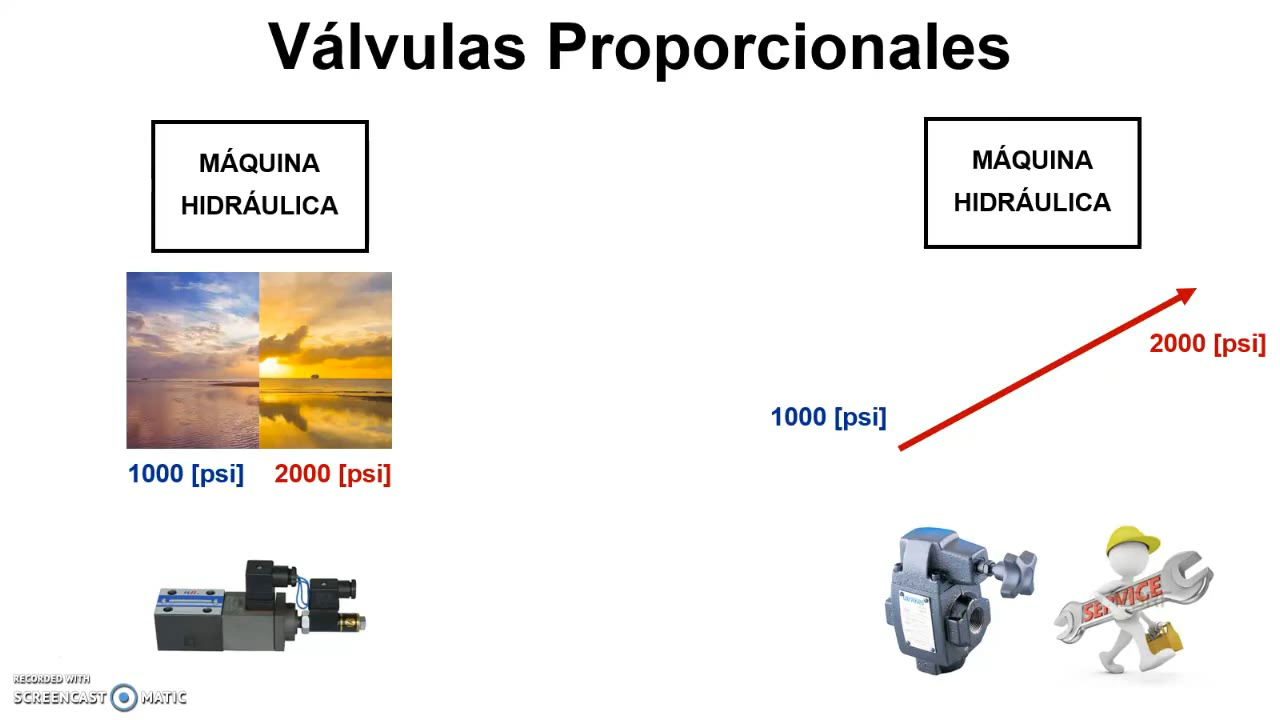 Válvulas Proporcionales
MÁQUINA
HIDRÁULICA
1000 [psi]
2000 [psi]
MÁQUINA
HIDRÁULICA
2000 [psi]
1000 [psi]
SERVICE
RECORDED WITH
SCREENCAST MATIC